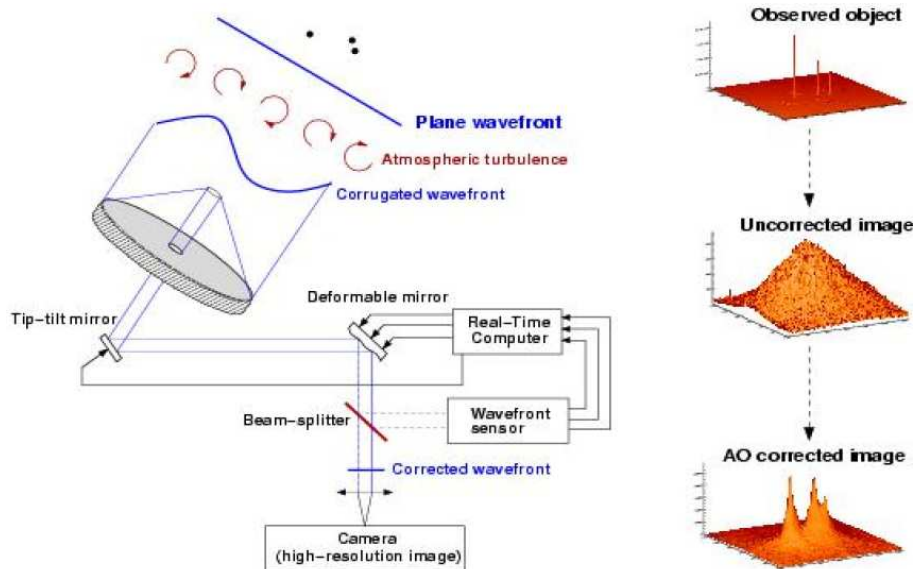 Observed object
Plane wavefront
Atmospheric turbulence
Corrugated wavefront
Uncorrected image
Deformable mirror
Tip-tilt mirror
Real-Time
Computer
Beam-splitter
Wavefront
sensor
AO corrected image
Corrected wavefront
Camera
(high-resolution image)